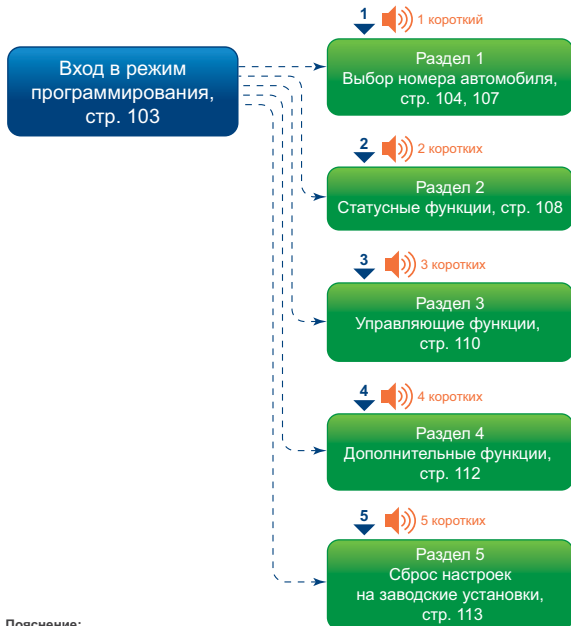 1
1 короткий
Вход в режим
программирования,
стр. 103
Раздел 1
Выбор номера автомобиля,
стр. 104, 107
2
2 коротких
Раздел 2
Статусные функции, стр. 108
3
3 коротких
Раздел 3
Управляющие функции,
стр. 110
4
4 коротких
Раздел 4
Дополнительные функции,
стр. 112
5
5 коротких
Раздел 5
Сброс настроек
на заводские установки,
стр. 113
Пояснение: